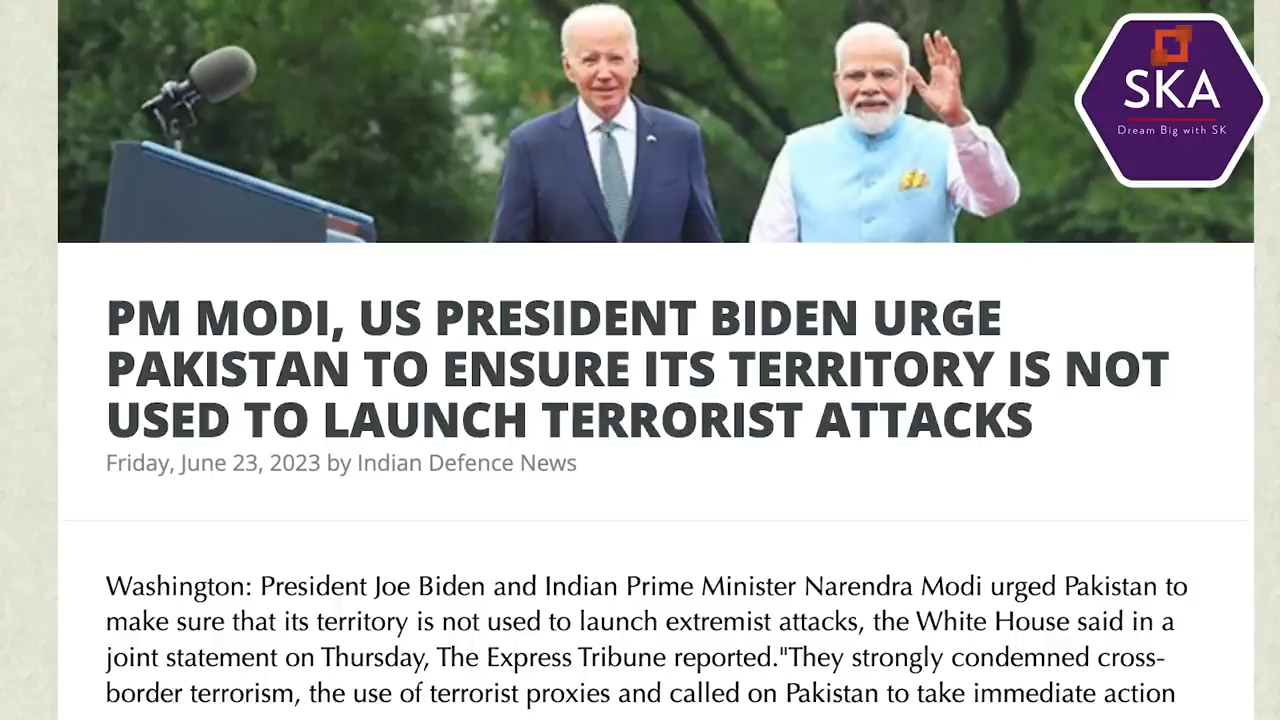 SKA
Dream Big with SK
PM MODI, US PRESIDENT BIDEN URGE
PAKISTAN TO ENSURE ITS TERRITORY IS NOT
USED TO LAUNCH TERRORIST ATTACKS
Friday, June 23, 2023 by Indian Defence News
Washington: President Joe Biden and Indian Prime Minister Narendra Modi urged Pakistan to
make sure that its territory is not used to launch extremist attacks, the White House said in a
joint statement on Thursday, The Express Tribune reported."They strongly condemned cross-
border terrorism, the use of terrorist proxies and called on Pakistan to take immediate action